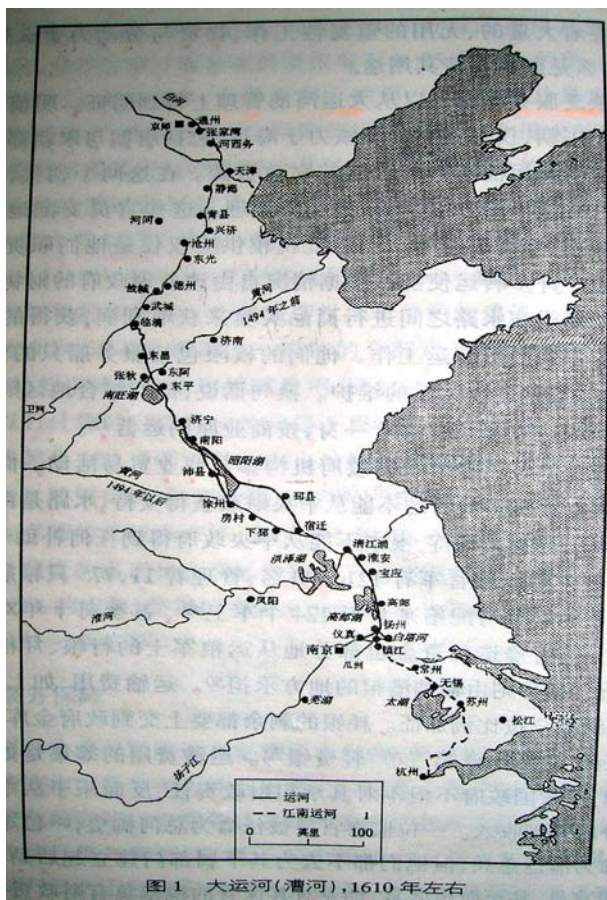 白河
京师
通州
张家湾
河西务
天津
静海
青县
河间
兴济
沧州
东光
故城
德州
武城
临清
黄河
1494年之前
济南
东昌
张秋
东阿
东平
南旺湖
卫河
济宁
南阳
昭阳湖
沛县
黄河
1494年以后
徐州
邳县
房村
下邳
宿迁
清江浦
洪泽湖
淮安
宝应
凤阳
淮河
高邮
高邮湖
扬州
仪真
白塔河
南京
瓜洲
镇江
常州
无锡
苏州
太湖
芜湖
松江
杭州
扬子江
运河
江南运河
0
英里
100
图 1 大运河(漕河),1610 年左右